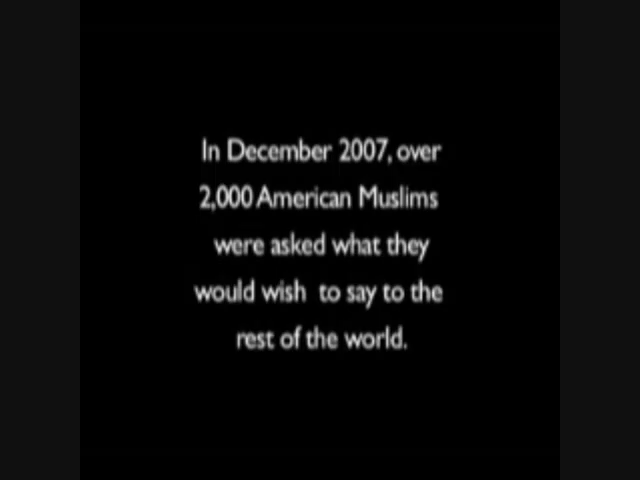 In December 2007, over
2,000 American Muslims
were asked what they
would wish to say to the
rest of the world.